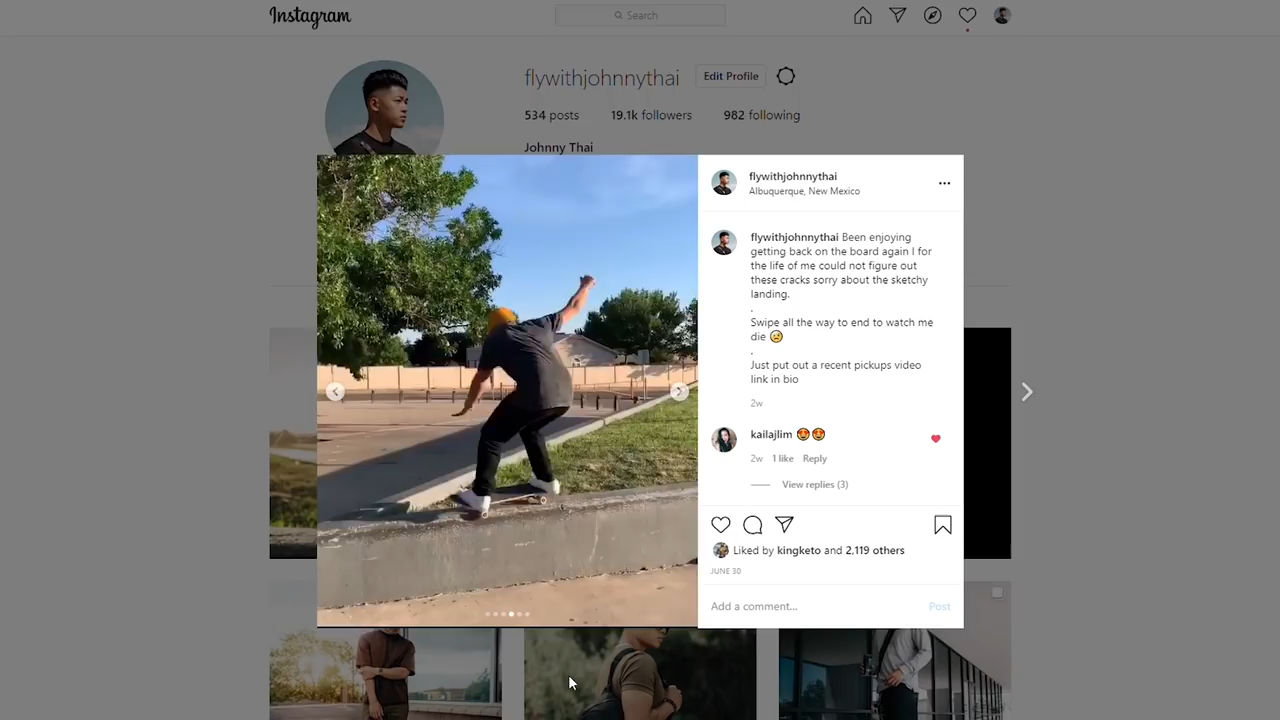 Instagram
Search
flywithjohnnythai
Edit Profile
534 posts
19.1k followers
982 following
Johnny Thai
flywithjohnnythai
Albuquerque, New Mexico
flywithjohnnythai Been enjoying
getting back on the board again I for
the life of me could not figure out
these cracks sorry about the sketchy
landing.
.
Swipe all the way to end to watch me
die 🤕
.
Just put out a recent pickups video
link in bio
2w
kailajlim 🤩🤩
2w 1 like Reply
View replies (3)
Liked by kingketo and 2,119 others
JUNE 30
Add a comment...
Post